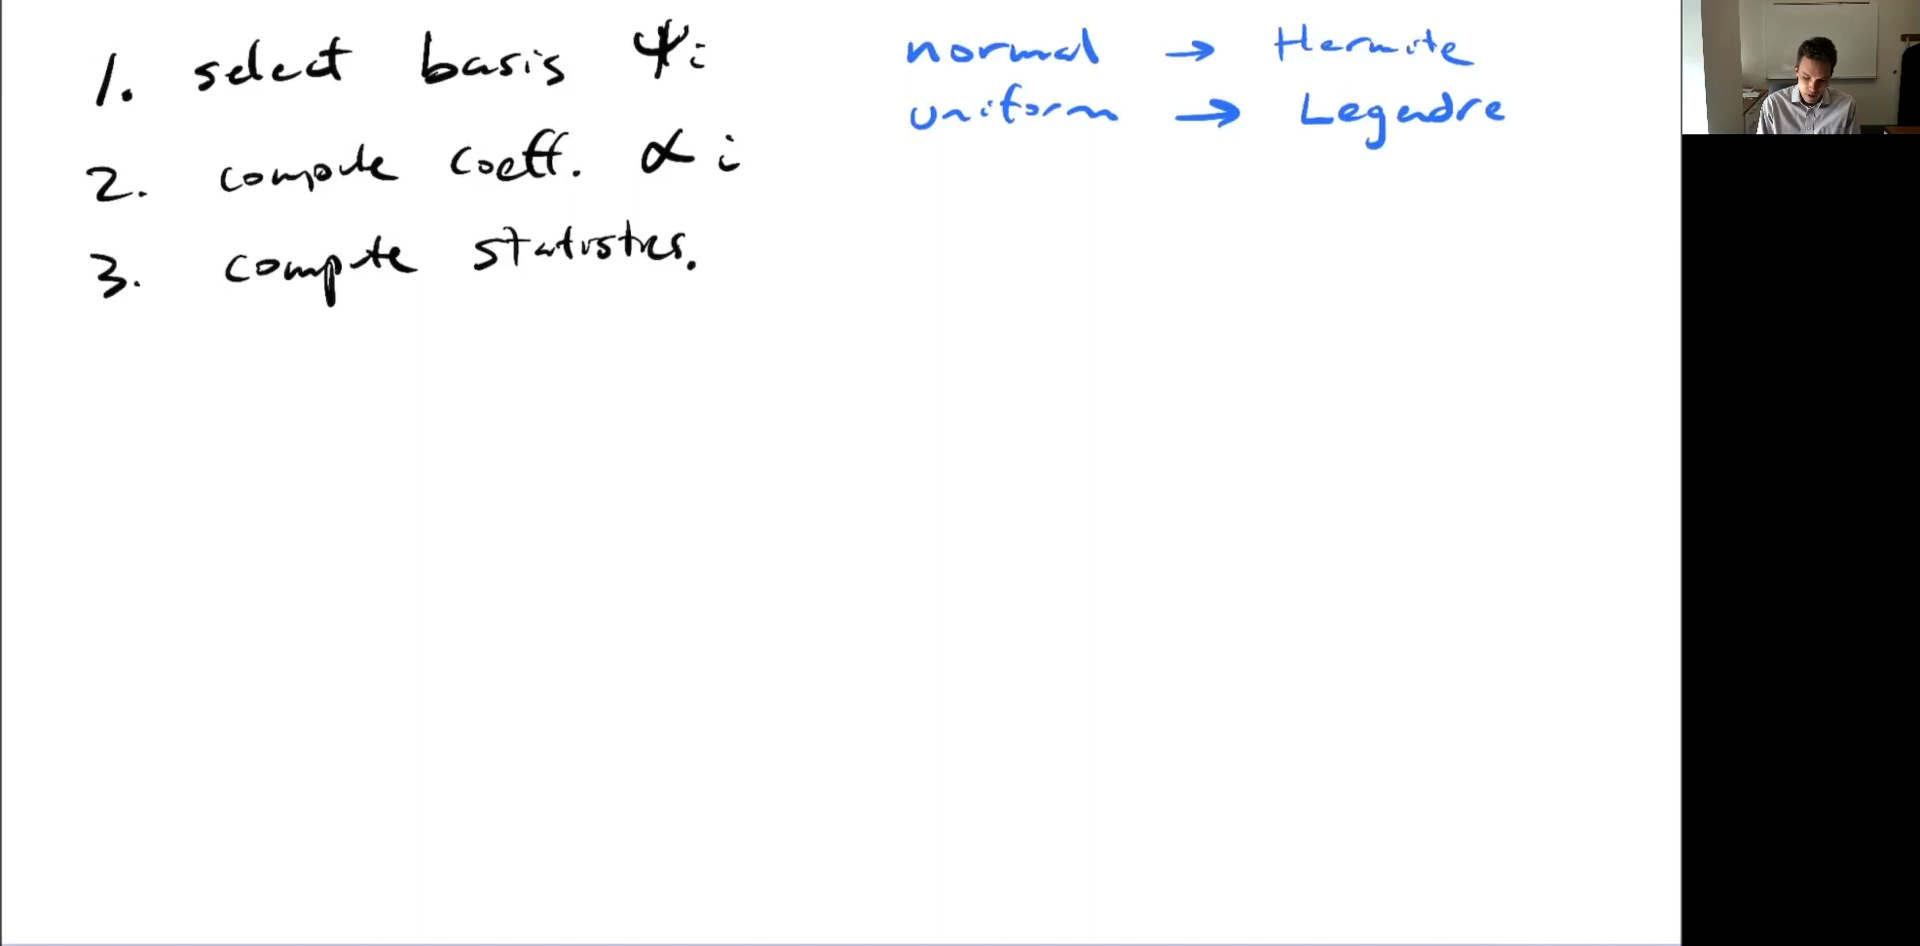 1. select basis ψi
normal → Hermite
uniform → Legendre
2. compute coeff. αi
3. compute statistics.